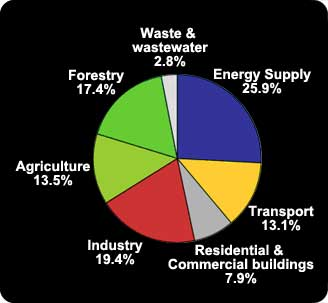 Waste &
wastewater
2.8%
Forestry
17.4%
Energy Supply
25.9%
Agriculture
13.5%
Transport
13.1%
Industry
19.4%
Residential &
Commercial buildings
7.9%